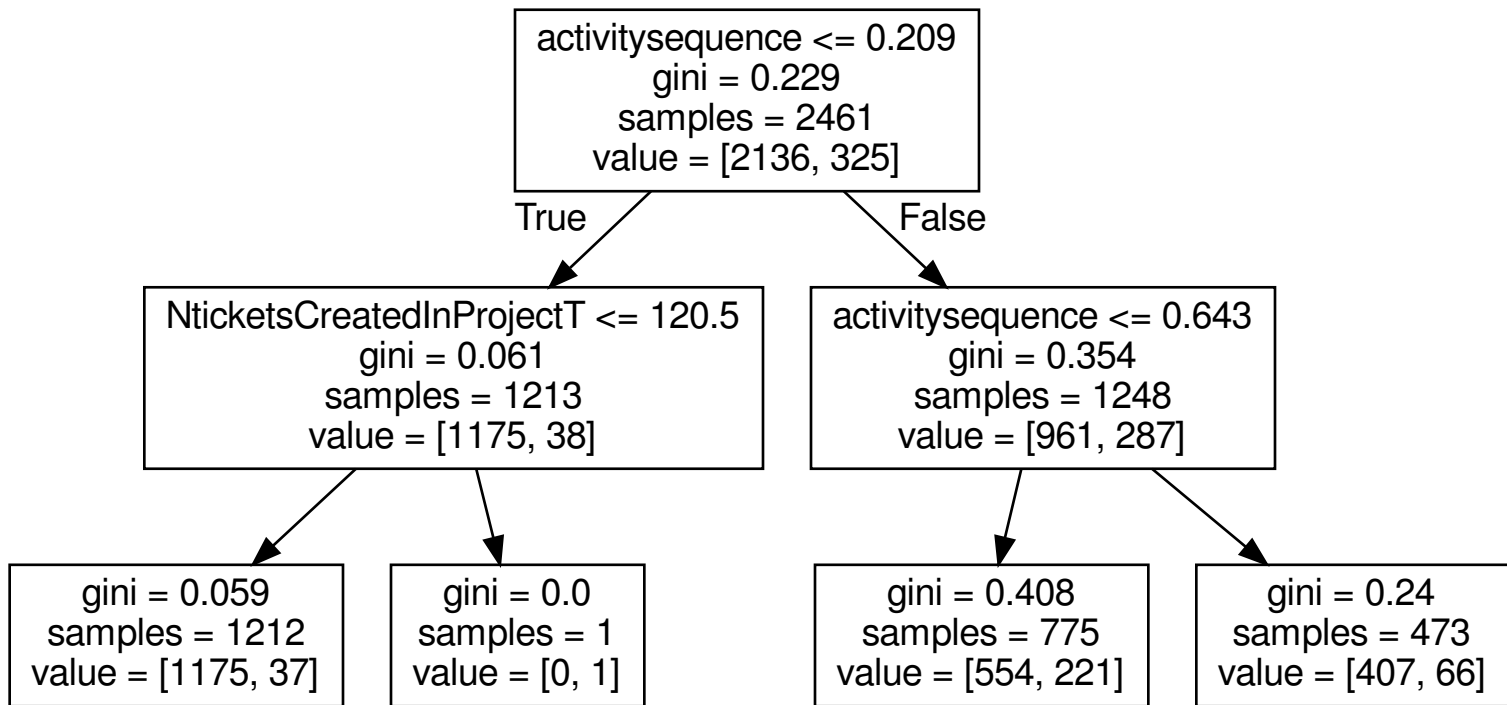 activitysequence <= 0.209
gini = 0.229
samples = 2461
value = [2136, 325]
True
False
NticketsCreatedInProjectT <= 120.5
gini = 0.061
samples = 1213
value = [1175, 38]
activitysequence <= 0.643
gini = 0.354
samples = 1248
value = [961, 287]
gini = 0.059
samples = 1212
value = [1175, 37]
gini = 0.0
samples = 1
value = [0, 1]
gini = 0.408
samples = 775
value = [554, 221]
gini = 0.24
samples = 473
value = [407, 66]